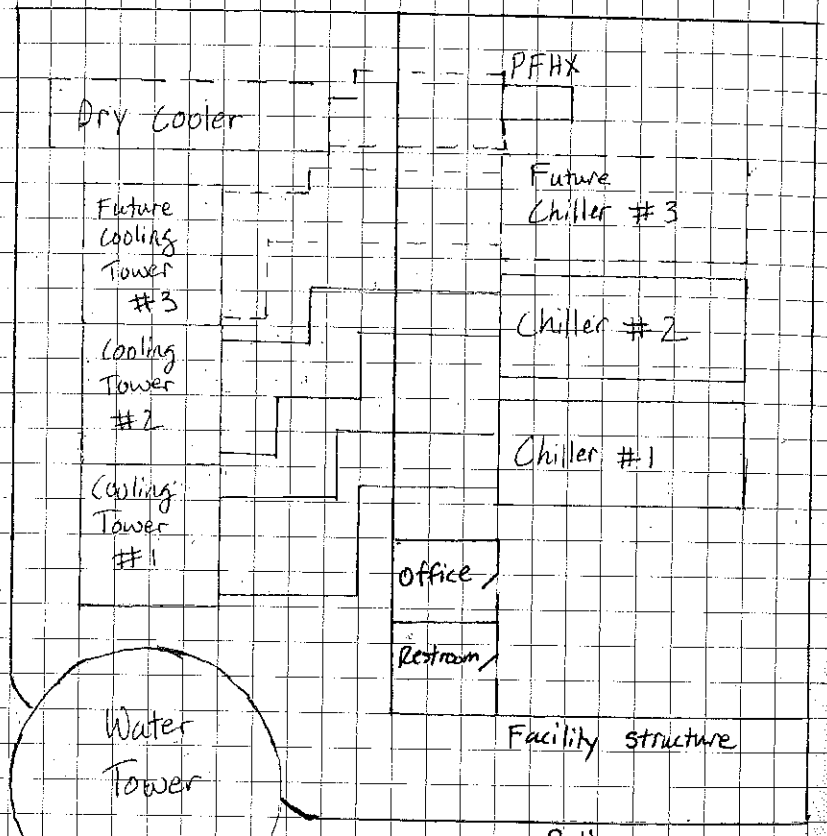 PFHX
Dry Cooler
Future
Chiller #3
Future
Cooling
Tower
#3
Chiller #2
Cooling
Tower
#2
Chiller #1
Cooling
Tower
#1
Office
Restroom
Water
Tower
Facility structure